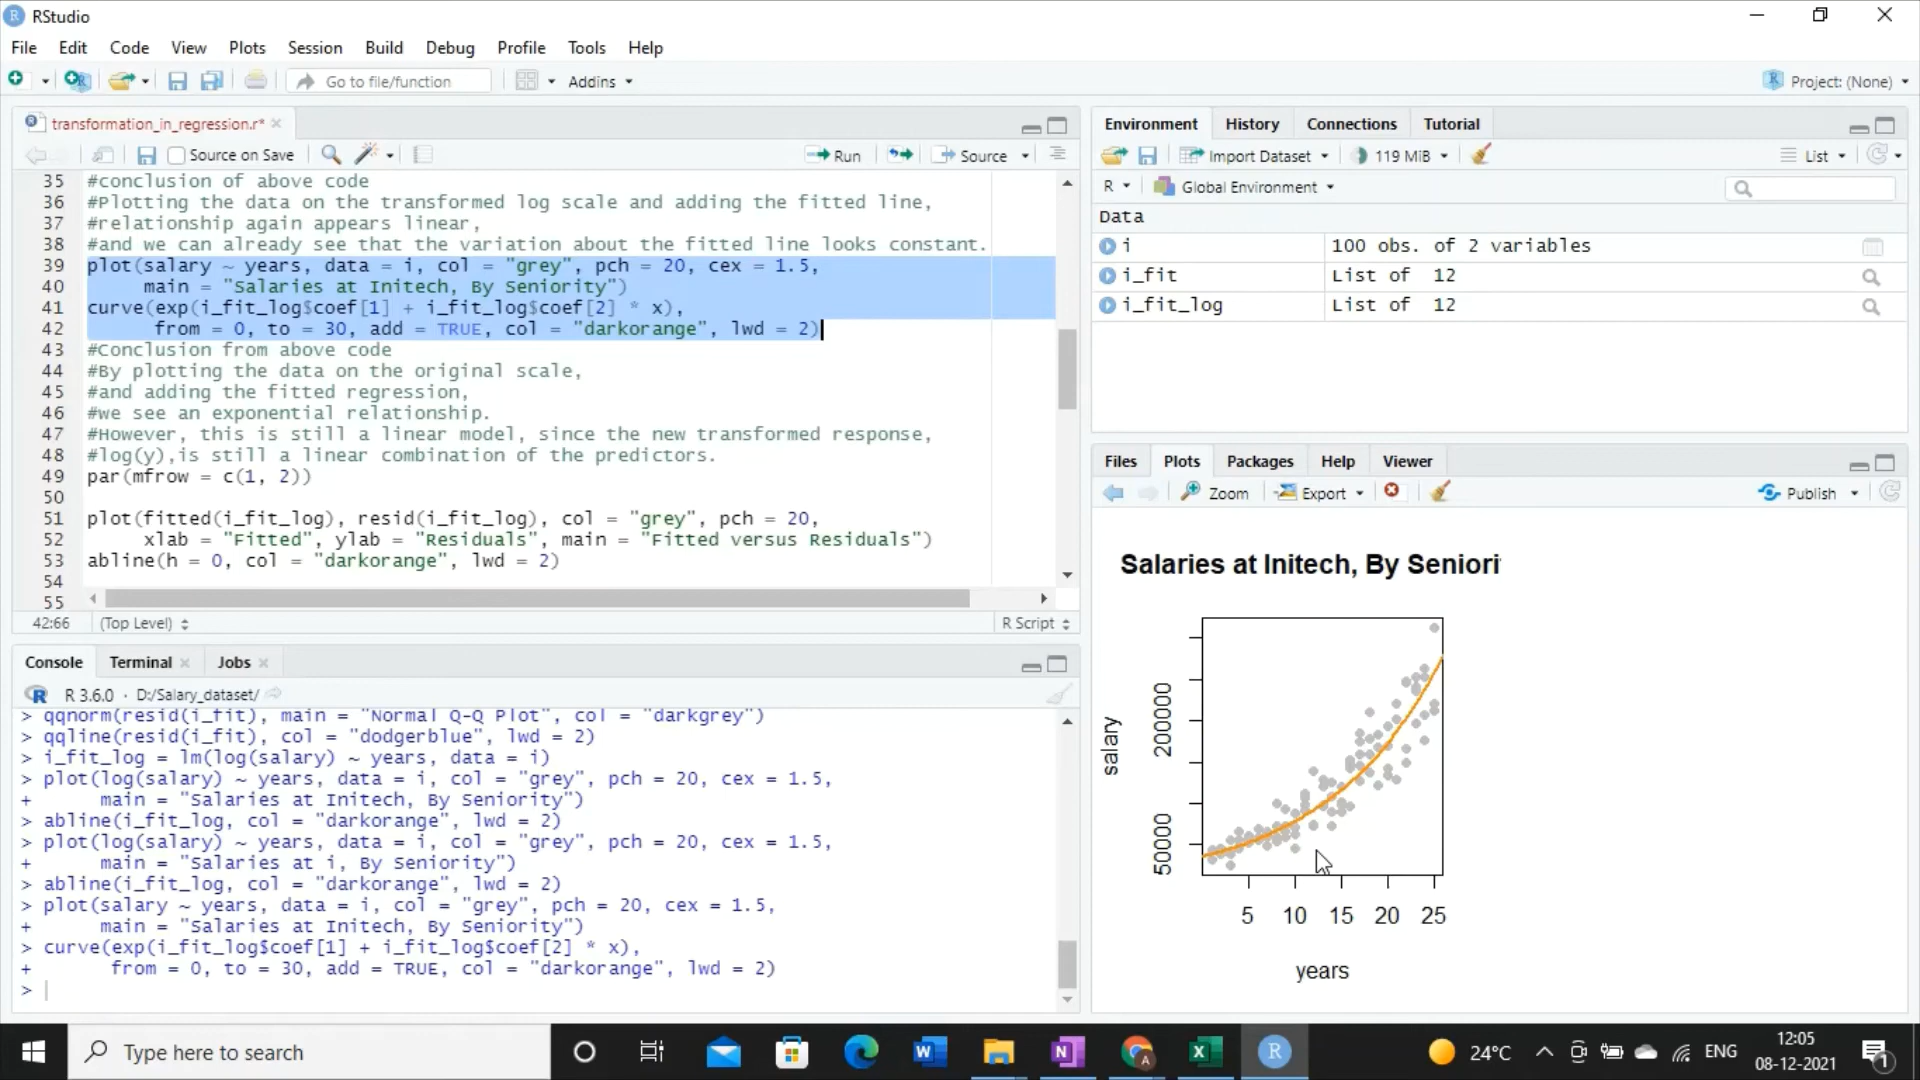 RStudio
File Edit Code View Plots Session Build Debug Profile Tools Help
Go to file/function Addins Project: (None)
transformation_in_regression.r*
Source on Save Run Source
35 #conclusion of above code
36 #Plotting the data on the transformed log scale and adding the fitted line,
37 #relationship again appears linear,
38 #and we can already see that the variation about the fitted line looks constant.
39 plot(salary ~ years, data = i, col = "grey", pch = 20, cex = 1.5,
40      main = "Salaries at Initech, By Seniority")
41 curve(exp(i_fit_log$coef[1] + i_fit_log$coef[2] * x),
42       from = 0, to = 30, add = TRUE, col = "darkorange", lwd = 2)
43 #Conclusion from above code
44 #By plotting the data on the original scale,
45 #and adding the fitted regression,
46 #we see an exponential relationship.
47 #However, this is still a linear model, since the new transformed response,
48 #log(y),is still a linear combination of the predictors.
49 par(mfrow = c(1, 2))
50
51 plot(fitted(i_fit_log), resid(i_fit_log), col = "grey", pch = 20,
52      xlab = "Fitted", ylab = "Residuals", main = "Fitted versus Residuals")
53 abline(h = 0, col = "darkorange", lwd = 2)
54
55
42:66 (Top Level) R Script
Console Terminal Jobs
R 3.6.0 · D:/Salary_dataset/
> qqnorm(resid(i_fit), main = "Normal Q-Q Plot", col = "darkgrey")
> qqline(resid(i_fit), col = "dodgerblue", lwd = 2)
> i_fit_log = lm(log(salary) ~ years, data = i)
> plot(log(salary) ~ years, data = i, col = "grey", pch = 20, cex = 1.5,
+      main = "Salaries at Initech, By Seniority")
> abline(i_fit_log, col = "darkorange", lwd = 2)
> plot(log(salary) ~ years, data = i, col = "grey", pch = 20, cex = 1.5,
+      main = "Salaries at i, By Seniority")
> abline(i_fit_log, col = "darkorange", lwd = 2)
> plot(salary ~ years, data = i, col = "grey", pch = 20, cex = 1.5,
+      main = "Salaries at Initech, By Seniority")
> curve(exp(i_fit_log$coef[1] + i_fit_log$coef[2] * x),
+       from = 0, to = 30, add = TRUE, col = "darkorange", lwd = 2)
>
Environment History Connections Tutorial
Import Dataset 119 MiB List
R Global Environment
Data
i 100 obs. of 2 variables
i_fit List of 12
i_fit_log List of 12
Files Plots Packages Help Viewer
Zoom Export Publish
Salaries at Initech, By Seniori
salary
200000
50000
5 10 15 20 25
years
Type here to search
24°C ENG 12:05
08-12-2021
1